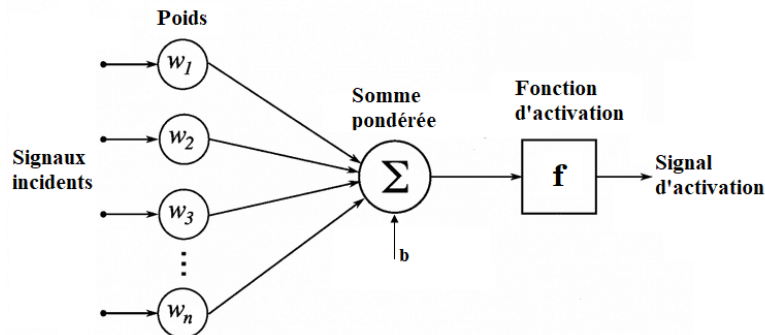 Poids
w1
w2
w3
wn
Signaux
incidents
Somme
pondérée
Σ
b
Fonction
d'activation
f
Signal
d'activation